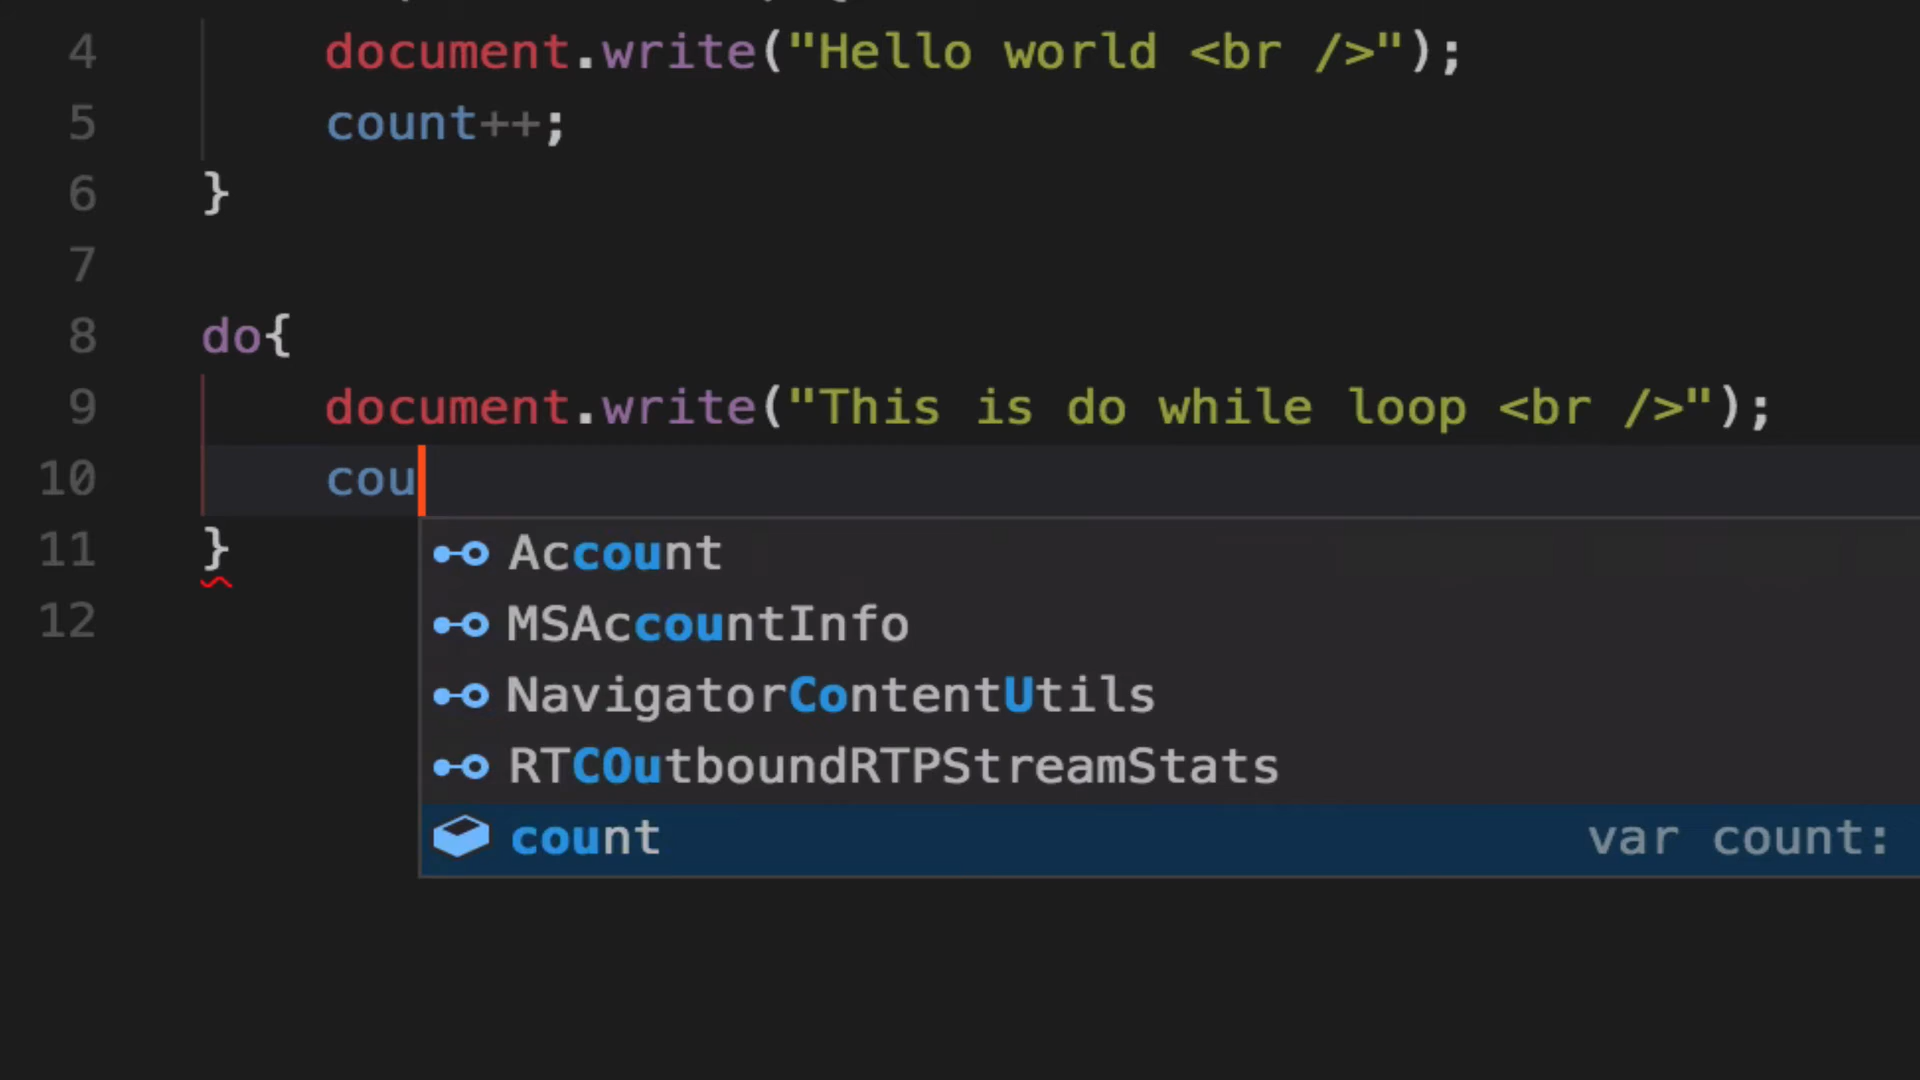 4 document.write("Hello world <br />");
5 count++;
6 }
7
8 do{
9 document.write("This is do while loop <br />");
10 cou
11 }
12
Account
MSAccountInfo
NavigatorContentUtils
RTCOutboundRTPStreamStats
count var count: